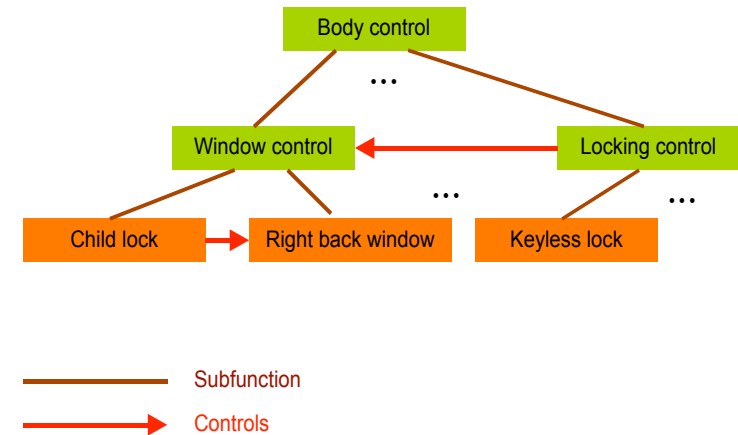 Body control
...
Window control
Locking control
...
...
Child lock
Right back window
Keyless lock
Subfunction
Controls